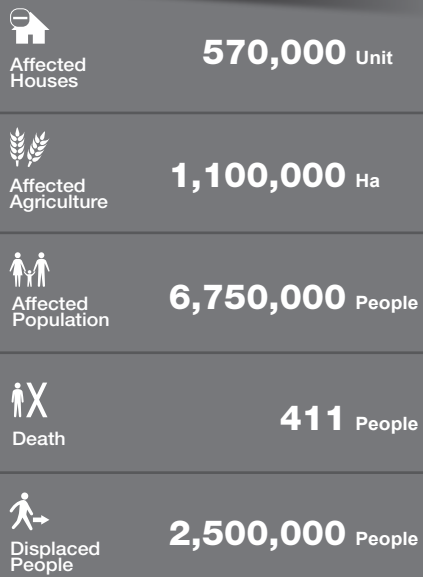 Affected
Houses
570,000 Unit
Affected
Agriculture
1,100,000 Ha
Affected
Population
6,750,000 People
Death
411 People
Displaced
People
2,500,000 People